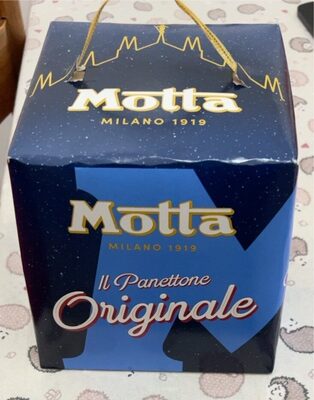 Motta
MILANO 1919
Motta
MILANO 1919
Il Panettone
Originale